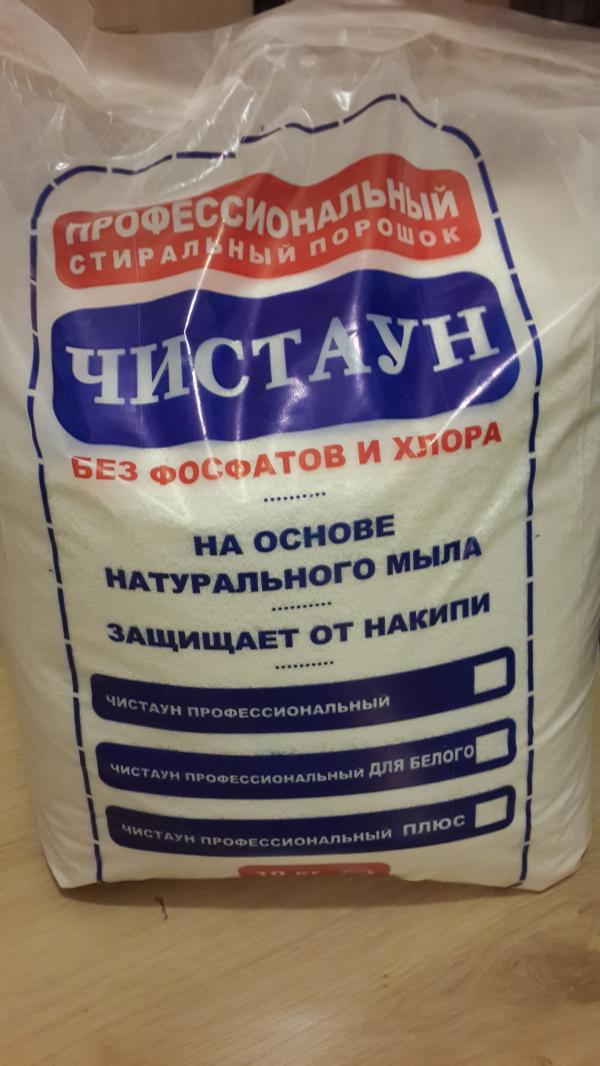 ПРОФЕССИОНАЛЬНЫЙ
СТИРАЛЬНЫЙ ПОРОШОК
ЧИСТАУН
БЕЗ ФОСФАТОВ И ХЛОРА
НА ОСНОВЕ
НАТУРАЛЬНОГО МЫЛА
ЗАЩИЩАЕТ ОТ НАКИПИ
ЧИСТАУН ПРОФЕССИОНАЛЬНЫЙ
ЧИСТАУН ПРОФЕССИОНАЛЬНЫЙ ДЛЯ БЕЛОГО
ЧИСТАУН ПРОФЕССИОНАЛЬНЫЙ ПЛЮС